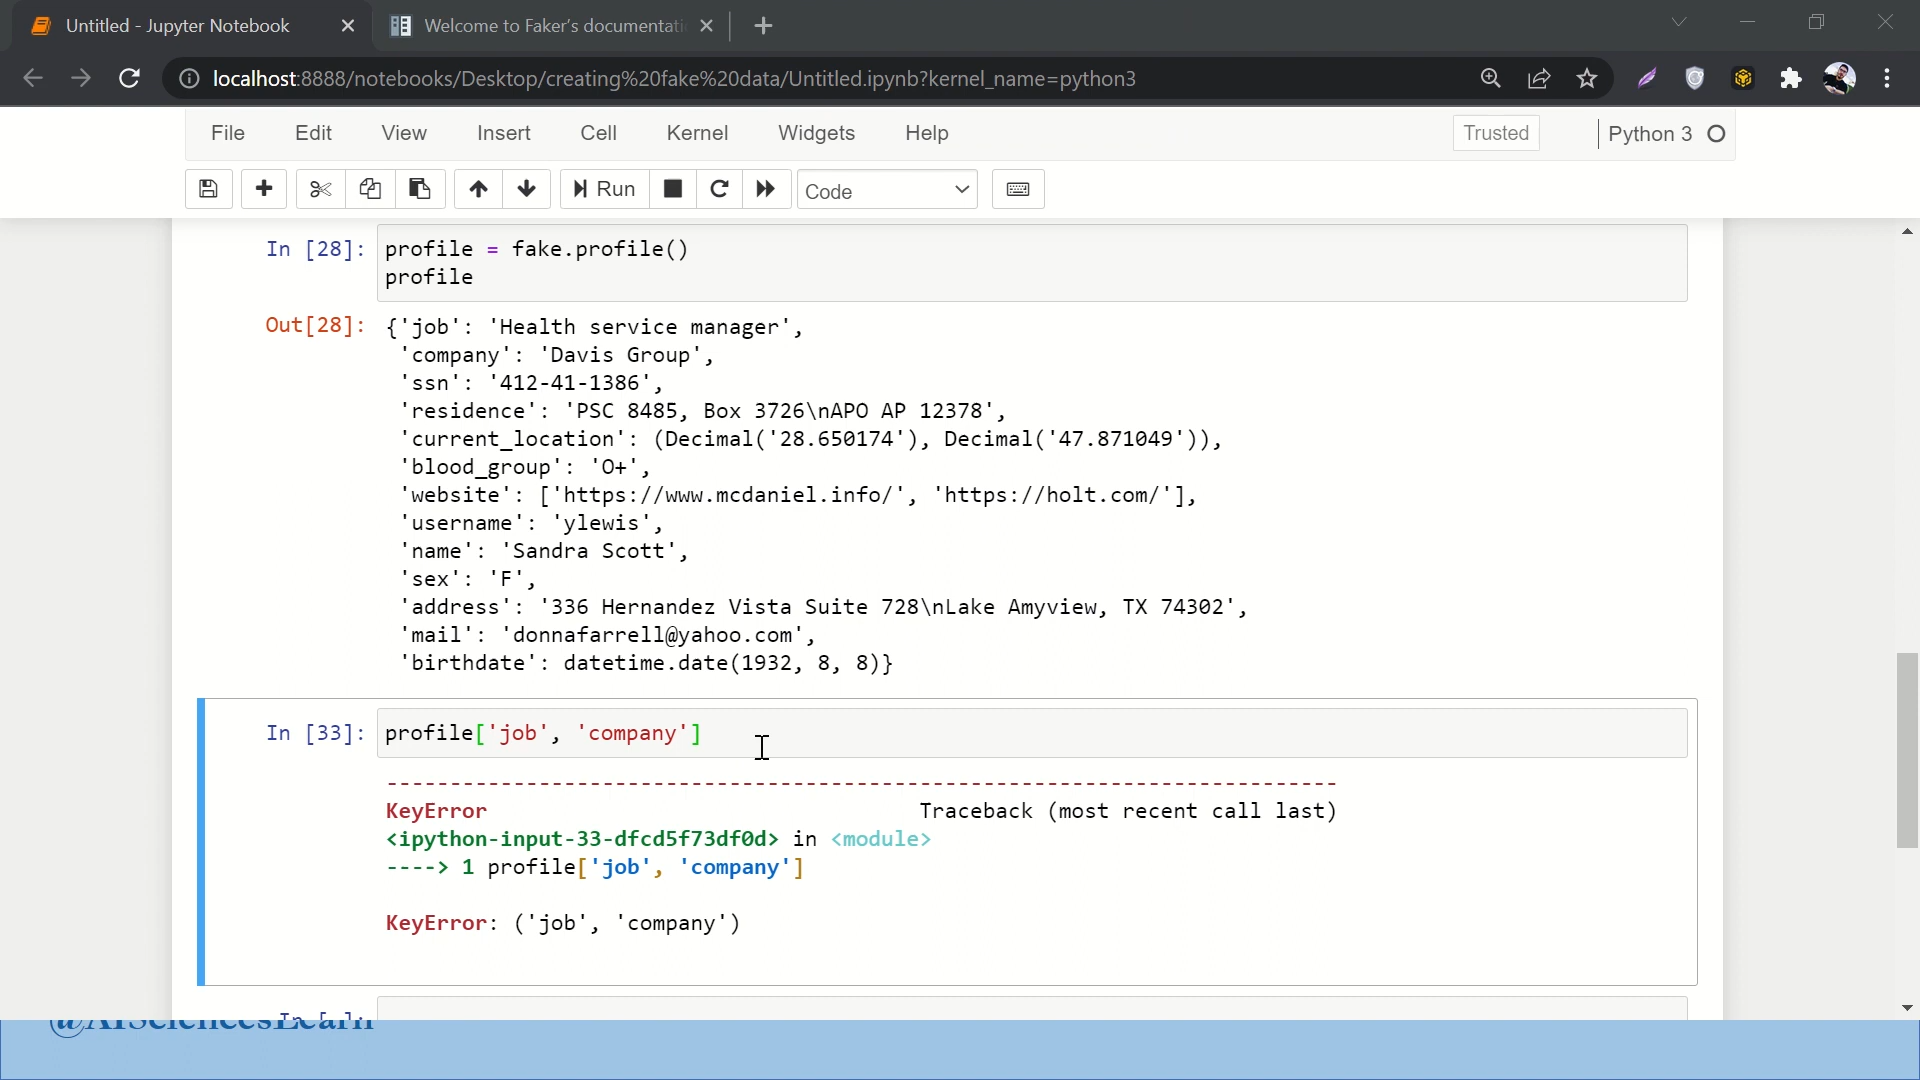 Untitled - Jupyter Notebook
Welcome to Faker's documentati
localhost:8888/notebooks/Desktop/creating%20fake%20data/Untitled.ipynb?kernel_name=python3
File Edit View Insert Cell Kernel Widgets Help Trusted Python 3
Run Code
In [28]: profile = fake.profile()
profile
Out[28]: {'job': 'Health service manager',
'company': 'Davis Group',
'ssn': '412-41-1386',
'residence': 'PSC 8485, Box 3726\nAPO AP 12378',
'current_location': (Decimal('28.650174'), Decimal('47.871049')),
'blood_group': 'O+',
'website': ['https://www.mcdaniel.info/', 'https://holt.com/'],
'username': 'ylewis',
'name': 'Sandra Scott',
'sex': 'F',
'address': '336 Hernandez Vista Suite 728\nLake Amyview, TX 74302',
'mail': 'donnafarrell@yahoo.com',
'birthdate': datetime.date(1932, 8, 8)}
In [33]: profile['job', 'company']
---------------------------------------------------------------------------
KeyError Traceback (most recent call last)
<ipython-input-33-dfcd5f73df0d> in <module>
----> 1 profile['job', 'company']
KeyError: ('job', 'company')
In [ ]:
@AISciencesLearn